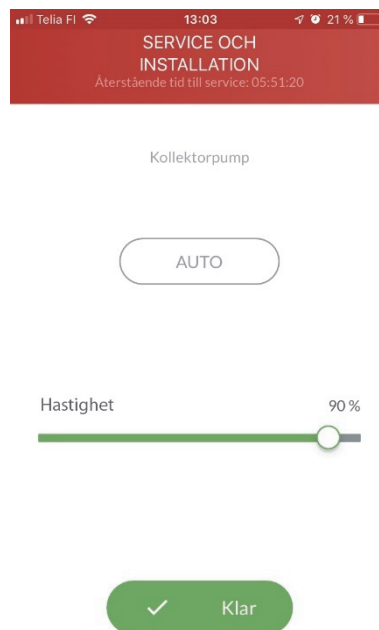 Telia FI 13:03 21 %
SERVICE OCH
INSTALLATION
Återstående tid till service: 05:51:20
Kollektorpump
AUTO
Hastighet 90 %
Klar